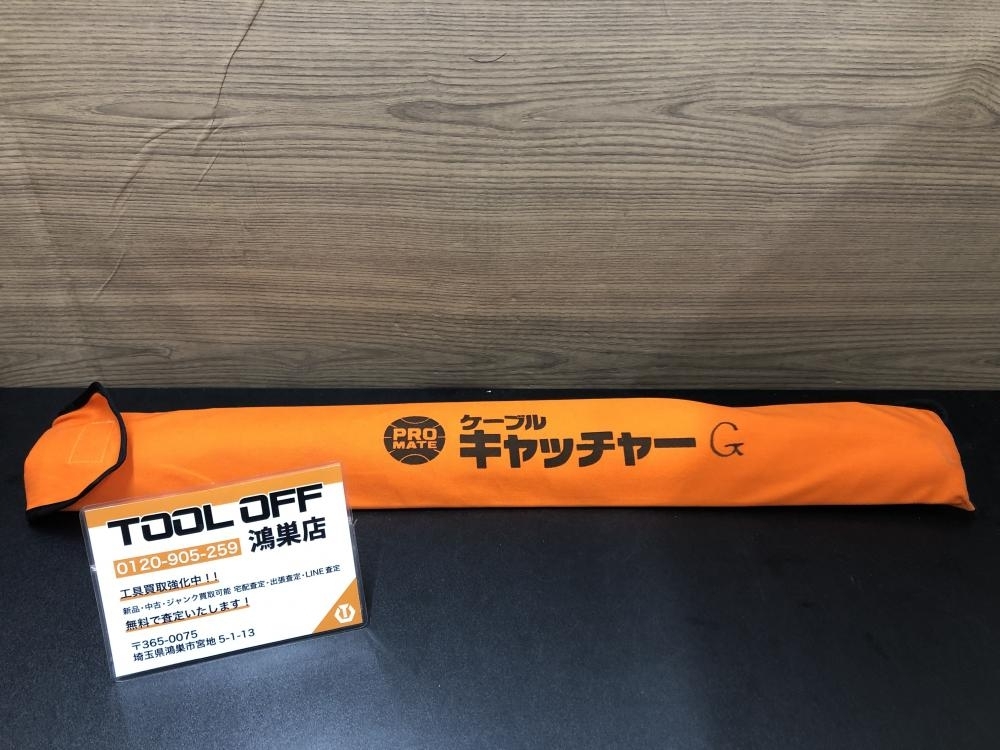 PRO
MATE
ケーブル
キャッチャー G
TOOL OFF
0120-905-259 鴻巣店
工具買取強化中！！
新品・中古・ジャンク買取可能 宅配査定・出張査定・LINE査定
無料で査定いたします！
〒365-0075
埼玉県鴻巣市宮地 5-1-13